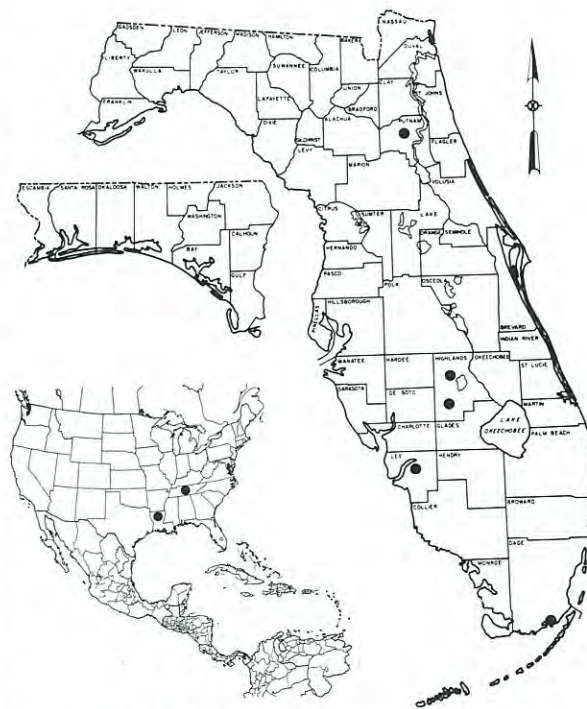 NASSAU
GADSDEN
LEON
JEFFERSON
MADISON
HAMILTON
BAKER
DUVAL
LIBERTY
WAKULLA
TAYLOR
SUWANNEE
COLUMBIA
CLAY
UNION
ST JOHNS
BRADFORD
FRANKLIN
LAFAYETTE
PUTNAM
DIXIE
GILCHRIST
ALACHUA
FLAGLER
LEVY
MARION
VOLUSIA
ESCAMBIA
SANTA ROSA
OKALOOSA
WALTON
HOLMES
JACKSON
WASHINGTON
BAY
CALHOUN
GULF
CITRUS
SUMTER
LAKE
ORANGE
SEMINOLE
HERNANDO
PASCO
OSCEOLA
POLK
PINELLAS
HILLSBOROUGH
BREVARD
INDIAN RIVER
MANATEE
HARDEE
HIGHLANDS
OKEECHOBEE
ST LUCIE
SARASOTA
DE SOTO
MARTIN
CHARLOTTE
GLADES
LAKE
OKEECHOBEE
PALM BEACH
LEE
HENDRY
BROWARD
COLLIER
DADE
MONROE